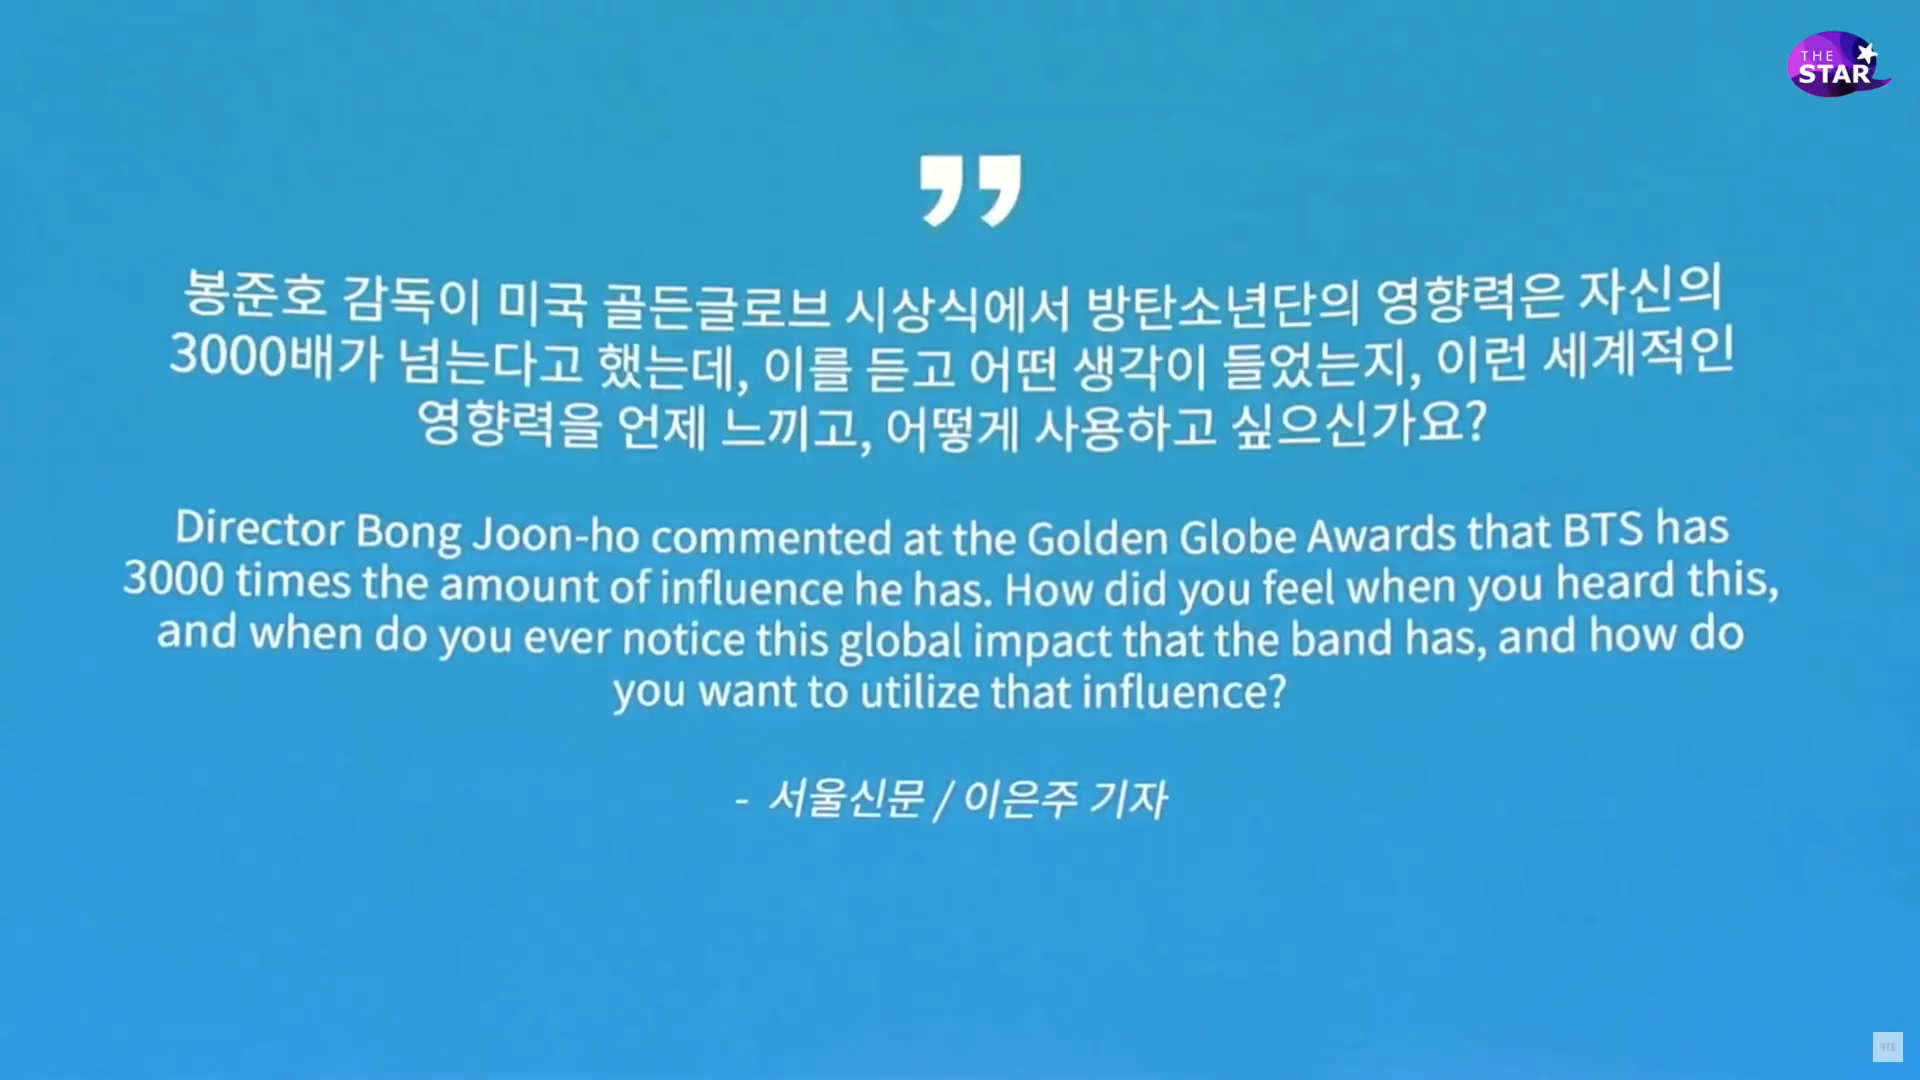 THE
STAR
봉준호 감독이 미국 골든글로브 시상식에서 방탄소년단의 영향력은 자신의
3000배가 넘는다고 했는데, 이를 듣고 어떤 생각이 들었는지, 이런 세계적인
영향력을 언제 느끼고, 어떻게 사용하고 싶으신가요?
Director Bong Joon-ho commented at the Golden Globe Awards that BTS has
3000 times the amount of influence he has. How did you feel when you heard this,
and when do you ever notice this global impact that the band has, and how do
you want to utilize that influence?
- 서울신문 / 이은주 기자